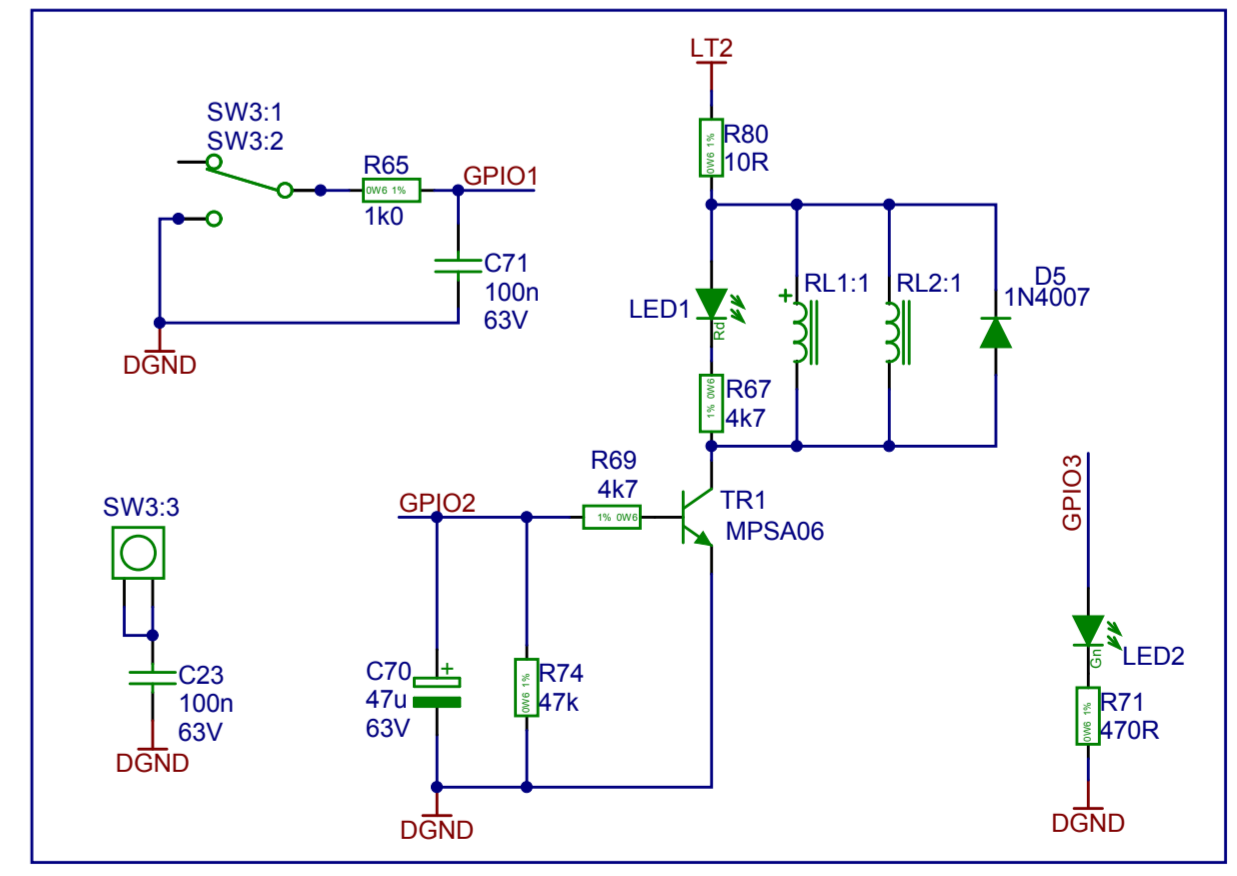 LT2
SW3:1
SW3:2
R80
10R
0W6 1%
R65
0W6 1%
1k0
GPIO1
C71
100n
63V
DGND
LED1
Rd
+
RL1:1
RL2:1
D5
1N4007
R67
4k7
1% 0W6
R69
4k7
1% 0W6
GPIO2
TR1
MPSA06
GPIO3
SW3:3
C23
100n
63V
DGND
C70
+
47u
63V
R74
47k
0W6 1%
DGND
LED2
Gn
R71
470R
0W6 1%
DGND